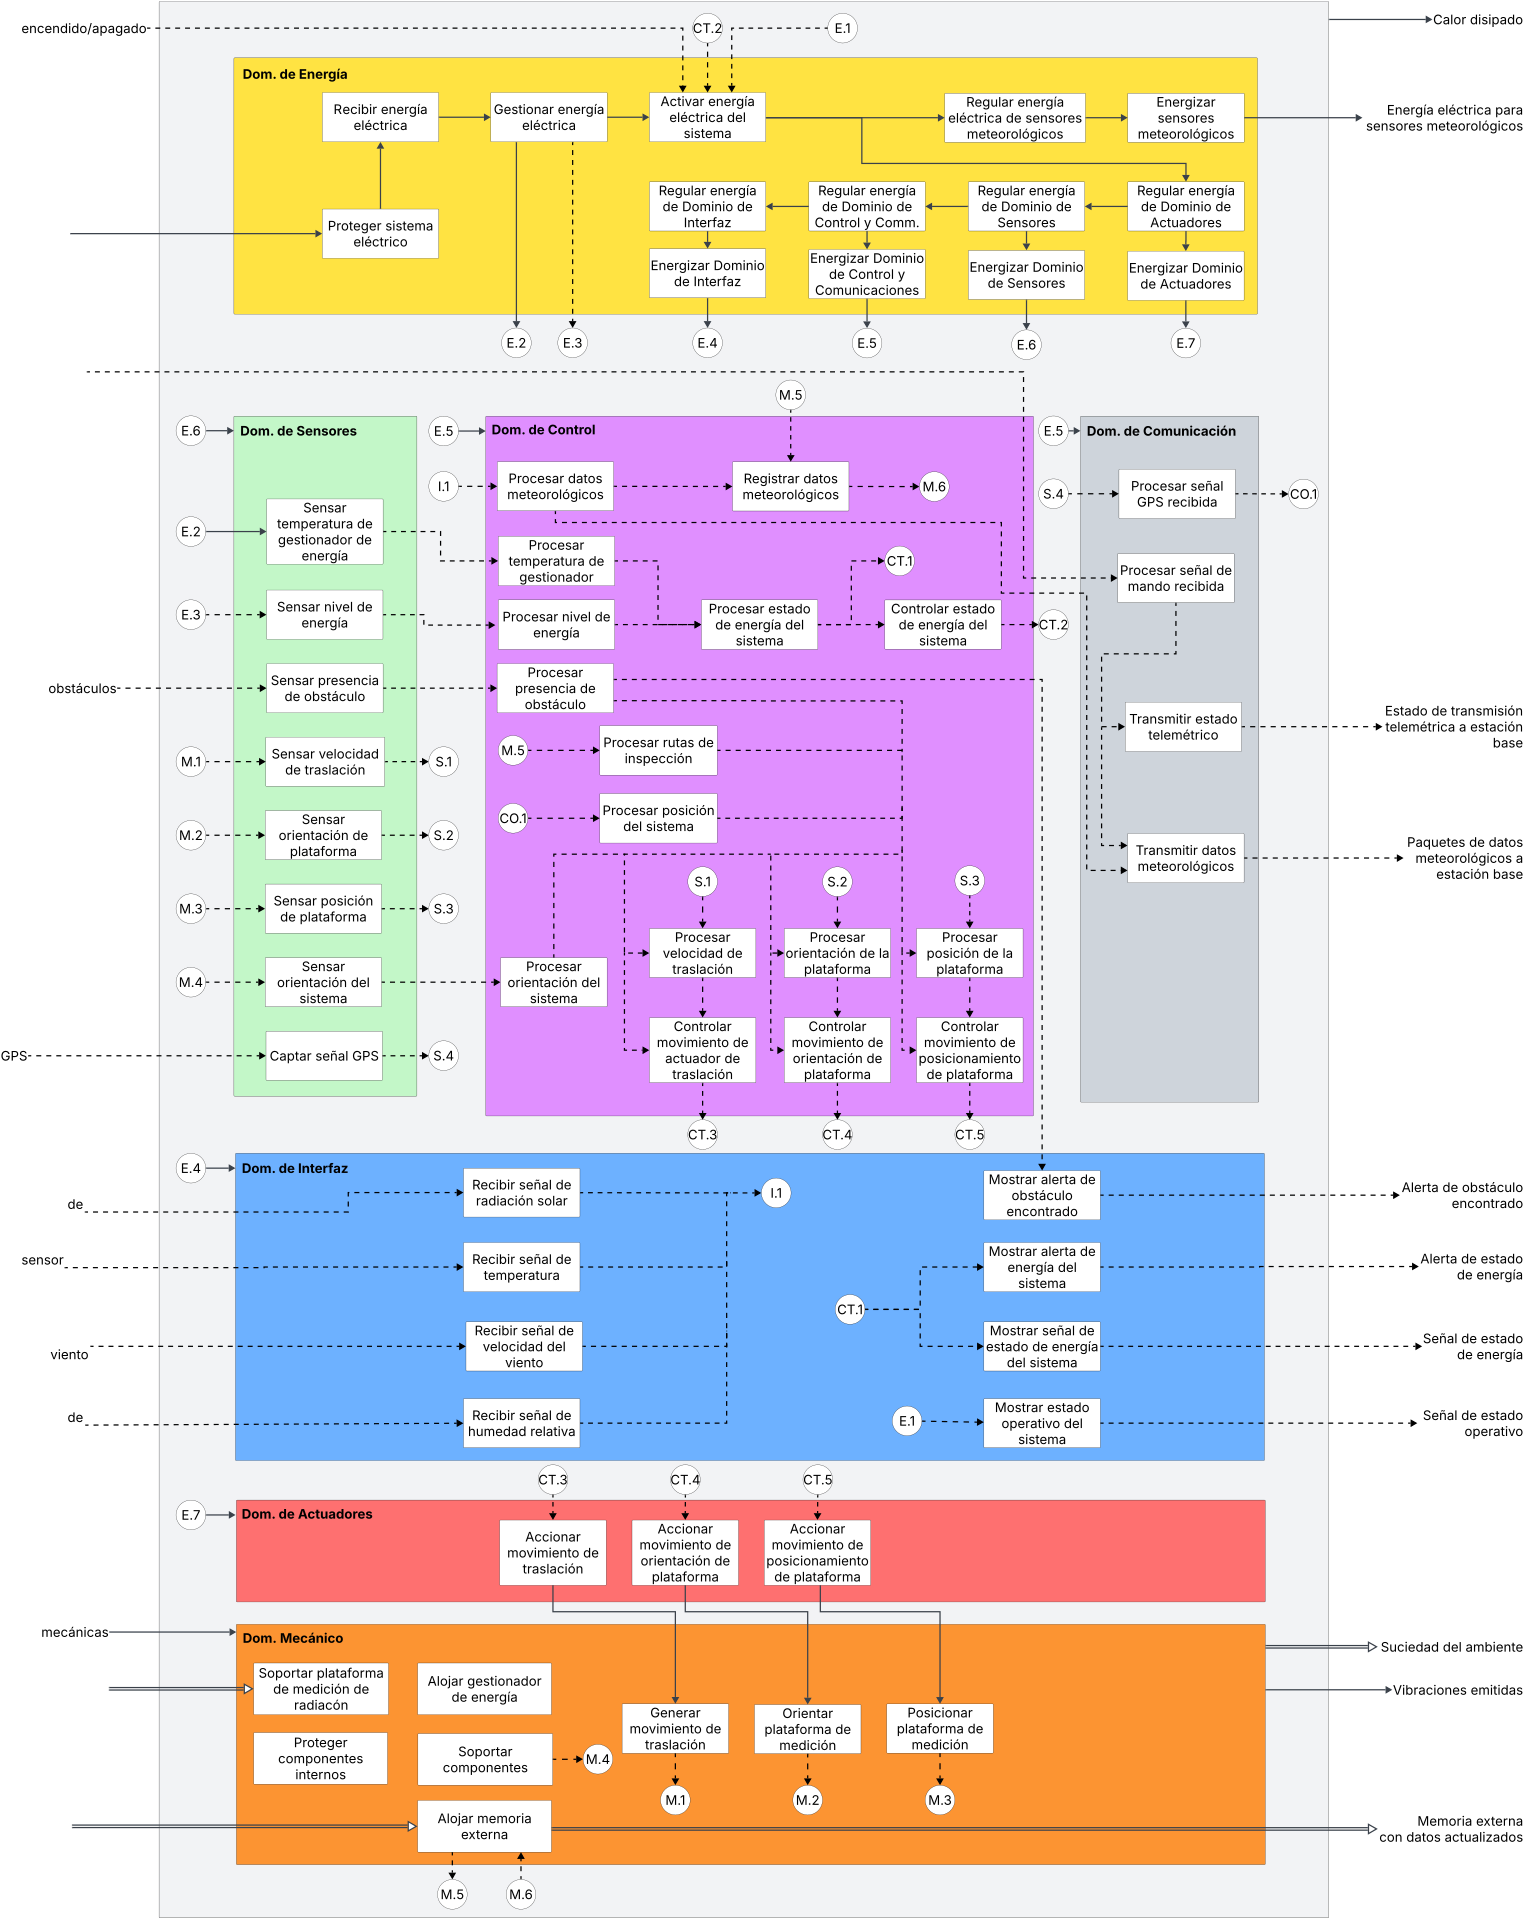 encendido/apagado
CT.2
E.1
Calor disipado
Dom. de Energía
Recibir energía
eléctrica
Gestionar energía
eléctrica
Activar energía
eléctrica del
sistema
Regular energía
eléctrica de sensores
meteorológicos
Energizar
sensores
meteorológicos
Energía eléctrica para
sensores meteorológicos
Proteger sistema
eléctrico
Regular energía
de Dominio de
Interfaz
Regular energía
de Dominio de
Control y Comm.
Regular energía
de Dominio de
Sensores
Regular energía
de Dominio de
Actuadores
Energizar Dominio
de Interfaz
Energizar Dominio
de Control y
Comunicaciones
Energizar Dominio
de Sensores
Energizar Dominio
de Actuadores
E.2
E.3
E.4
E.5
E.6
E.7
M.5
E.6
Dom. de Sensores
E.5
Dom. de Control
E.5
Dom. de Comunicación
I.1
Procesar datos
meteorológicos
Registrar datos
meteorológicos
M.6
S.4
Procesar señal
GPS recibida
CO.1
E.2
Sensar
temperatura de
gestionador de
energía
Procesar
temperatura de
gestionador
CT.1
Procesar señal de
mando recibida
E.3
Sensar nivel de
energía
Procesar nivel de
energía
Procesar estado
de energía del
sistema
Controlar estado
de energía del
sistema
CT.2
obstáculos
Sensar presencia
de obstáculo
Procesar
presencia de
obstáculo
M.1
Sensar velocidad
de traslación
S.1
M.5
Procesar rutas de
inspección
Transmitir estado
telemétrico
Estado de transmisión
telemétrica a estación
base
M.2
Sensar
orientación de
plataforma
S.2
CO.1
Procesar posición
del sistema
Transmitir datos
meteorológicos
Paquetes de datos
meteorológicos a
estación base
M.3
Sensar posición
de plataforma
S.3
S.1
S.2
S.3
M.4
Sensar
orientación del
sistema
Procesar
orientación del
sistema
Procesar
velocidad de
traslación
Procesar
orientación de la
plataforma
Procesar
posición de la
plataforma
GPS
Captar señal GPS
S.4
Controlar
movimiento de
actuador de
traslación
Controlar
movimiento de
orientación de
plataforma
Controlar
movimiento de
posicionamiento
de plataforma
CT.3
CT.4
CT.5
E.4
Dom. de Interfaz
de
Recibir señal de
radiación solar
I.1
Mostrar alerta de
obstáculo
encontrado
Alerta de obstáculo
encontrado
sensor
Recibir señal de
temperatura
Mostrar alerta de
energía del
sistema
Alerta de estado
de energía
CT.1
viento
Recibir señal de
velocidad del
viento
Mostrar señal de
estado de energía
del sistema
Señal de estado
de energía
de
Recibir señal de
humedad relativa
E.1
Mostrar estado
operativo del
sistema
Señal de estado
operativo
CT.3
CT.4
CT.5
E.7
Dom. de Actuadores
Accionar
movimiento de
traslación
Accionar
movimiento de
orientación de
plataforma
Accionar
movimiento de
posicionamiento
de plataforma
mecánicas
Dom. Mecánico
Suciedad del ambiente
Soportar plataforma
de medición de
radiacón
Alojar gestionador
de energía
Vibraciones emitidas
Generar
movimiento de
traslación
Orientar
plataforma de
medición
Posicionar
plataforma de
medición
Proteger
componentes
internos
Soportar
componentes
M.4
M.1
M.2
M.3
Alojar memoria
externa
Memoria externa
con datos actualizados
M.5
M.6